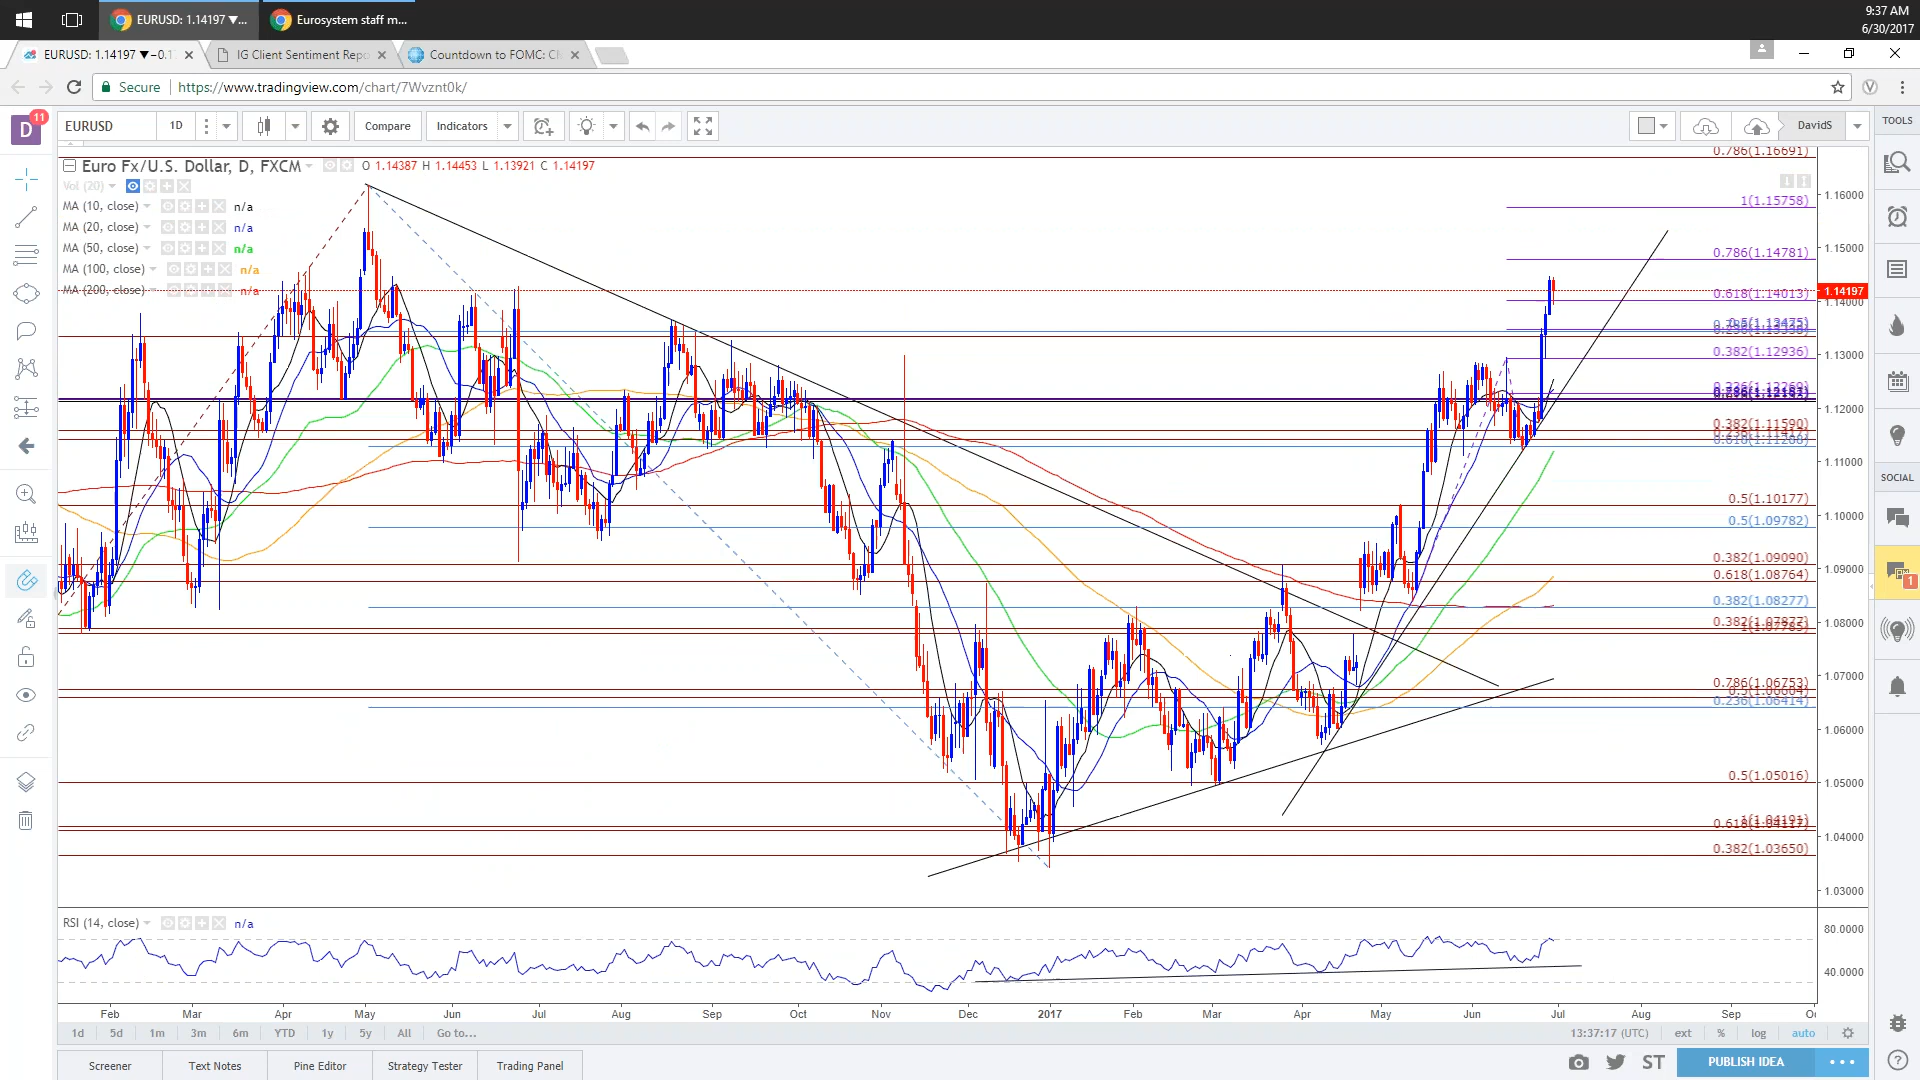 EURUSD: 1.14197 ▼...
Eurosystem staff m...
9:37 AM
6/30/2017
EURUSD: 1.14197 ▼−0.1
IG Client Sentiment Repo
Countdown to FOMC: CM
Secure
https://www.tradingview.com/chart/7Wvznt0k/
D
11
EURUSD
1D
Compare
Indicators
DavidS
TOOLS
Euro Fx/U.S. Dollar, D, FXCM
O 1.14387 H 1.14453 L 1.13921 C 1.14197
Vol (20)
MA (10, close) n/a
MA (20, close) n/a
MA (50, close) n/a
MA (100, close) n/a
MA (200, close) n/a
0.786(1.16691)
1(1.15758)
0.786(1.14781)
0.618(1.14013)
0.382(1.12936)
0.382(1.11590)
0.5(1.10177)
0.5(1.09782)
0.382(1.09090)
0.618(1.08764)
0.382(1.08277)
0.786(1.06753)
0.236(1.06414)
0.5(1.05016)
0.382(1.03650)
1.16000
1.15000
1.14197
1.14000
1.13000
1.12000
1.11000
1.10000
1.09000
1.08000
1.07000
1.06000
1.05000
1.04000
1.03000
SOCIAL
1
RSI (14, close) n/a
80.0000
40.0000
Feb Mar Apr May Jun Jul Aug Sep Oct Nov Dec 2017 Feb Mar Apr May Jun Jul Aug Sep
1d 5d 1m 3m 6m YTD 1y 5y All Go to...
13:37:17 (UTC) ext % log auto
Screener
Text Notes
Pine Editor
Strategy Tester
Trading Panel
ST
PUBLISH IDEA